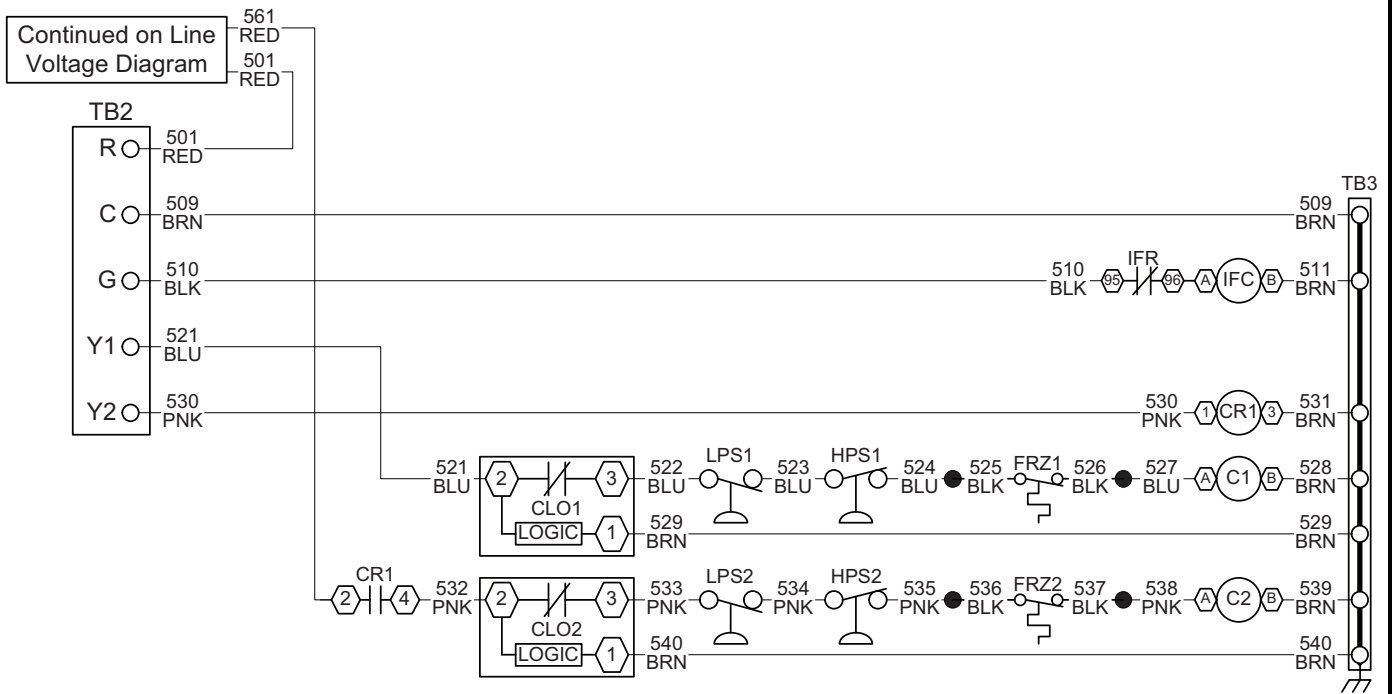 561
RED
Continued on Line
Voltage Diagram
501
RED
TB2
R
501
RED
TB3
C
509
BRN
509
BRN
G
510
BLK
510
BLK
95
IFR
96
A
IFC
B
511
BRN
Y1
521
BLU
Y2
530
PNK
530
PNK
1
CR1
3
531
BRN
521
BLU
2
CLO1
3
522
BLU
LPS1
523
BLU
HPS1
524
BLU
525
BLK
FRZ1
526
BLK
527
BLU
A
C1
B
528
BRN
LOGIC
1
529
BRN
529
BRN
2
CR1
4
532
PNK
2
CLO2
3
533
PNK
LPS2
534
PNK
HPS2
535
PNK
536
BLK
FRZ2
537
BLK
538
PNK
A
C2
B
539
BRN
LOGIC
1
540
BRN
540
BRN